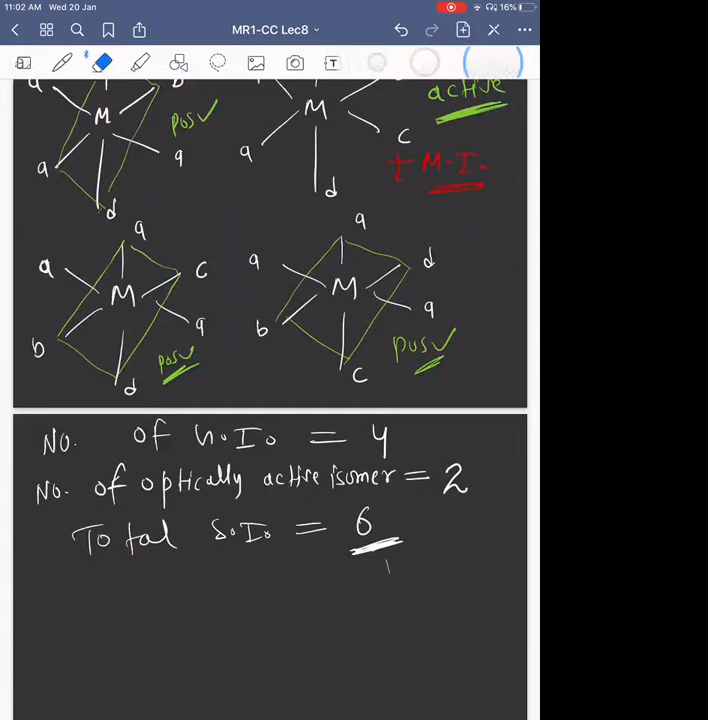 11:02 AM Wed 20 Jan 16%
MR1-CC Lec8
T
a b
M pos✓
a a
d
M active
a c
d
+ M.I.
a
a c
M
b a
d pos✓
a
a d
M
b a
c pos✓
No. of G.I. = 4
No. of optically active isomer = 2
Total S.I. = 6